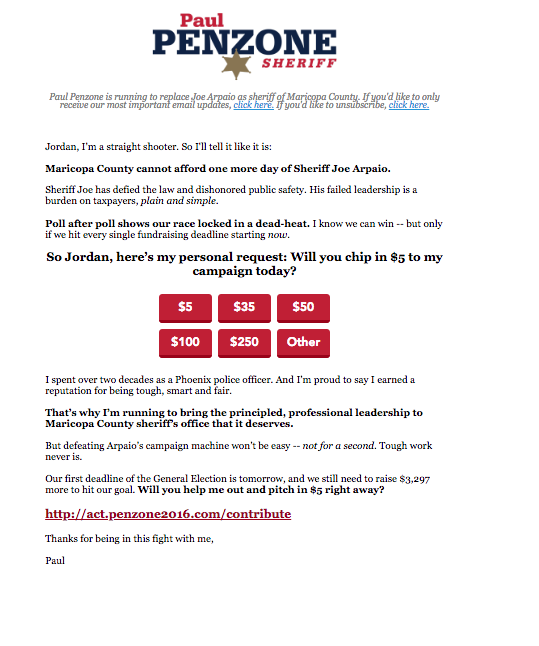 Paul
PENZONE
SHERIFF
Paul Penzone is running to replace Joe Arpaio as sheriff of Maricopa County. If you'd like to only
receive our most important email updates, click here. If you'd like to unsubscribe, click here.
Jordan, I'm a straight shooter. So I'll tell it like it is:
Maricopa County cannot afford one more day of Sheriff Joe Arpaio.
Sheriff Joe has defied the law and dishonored public safety. His failed leadership is a
burden on taxpayers, plain and simple.
Poll after poll shows our race locked in a dead-heat. I know we can win -- but only
if we hit every single fundraising deadline starting now.
So Jordan, here's my personal request: Will you chip in $5 to my
campaign today?
$5 $35 $50
$100 $250 Other
I spent over two decades as a Phoenix police officer. And I'm proud to say I earned a
reputation for being tough, smart and fair.
That's why I'm running to bring the principled, professional leadership to
Maricopa County sheriff's office that it deserves.
But defeating Arpaio's campaign machine won't be easy -- not for a second. Tough work
never is.
Our first deadline of the General Election is tomorrow, and we still need to raise $3,297
more to hit our goal. Will you help me out and pitch in $5 right away?
http://act.penzone2016.com/contribute
Thanks for being in this fight with me,
Paul